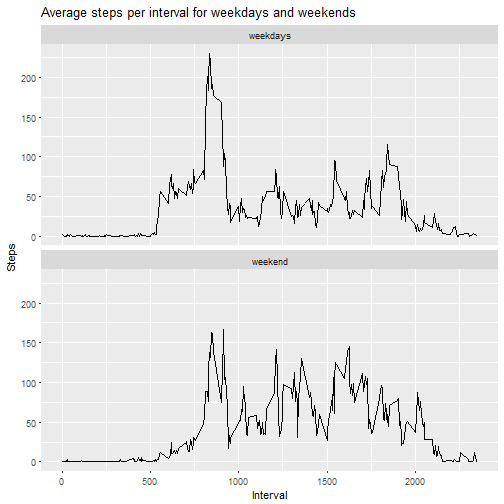 Average steps per interval for weekdays and weekends
weekdays
200
150
100
50
0
Steps
weekend
200
150
100
50
0
0 500 1000 1500 2000
Interval